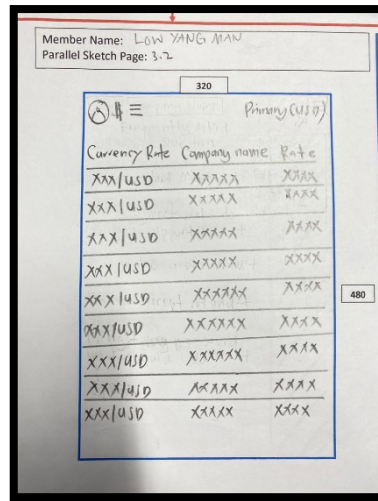 Member Name: LOW YANG MAN
Parallel Sketch Page: 3.2
320
$ Primary (USD)
Currency Rate Company name Rate
XXX/USD XXXXX XXXX
XXX/USD XXXXX XXXX
XXX/USD XXXXX XXXX
XXX/USD XXXXX XXXX
XXX/USD XXXXXX XXXX
480
XXX/USD XXXXXX XXXX
XXX/USD XXXXXX XXXX
XXX/USD XXXXX XXXX
XXX/USD XXXXX XXXX